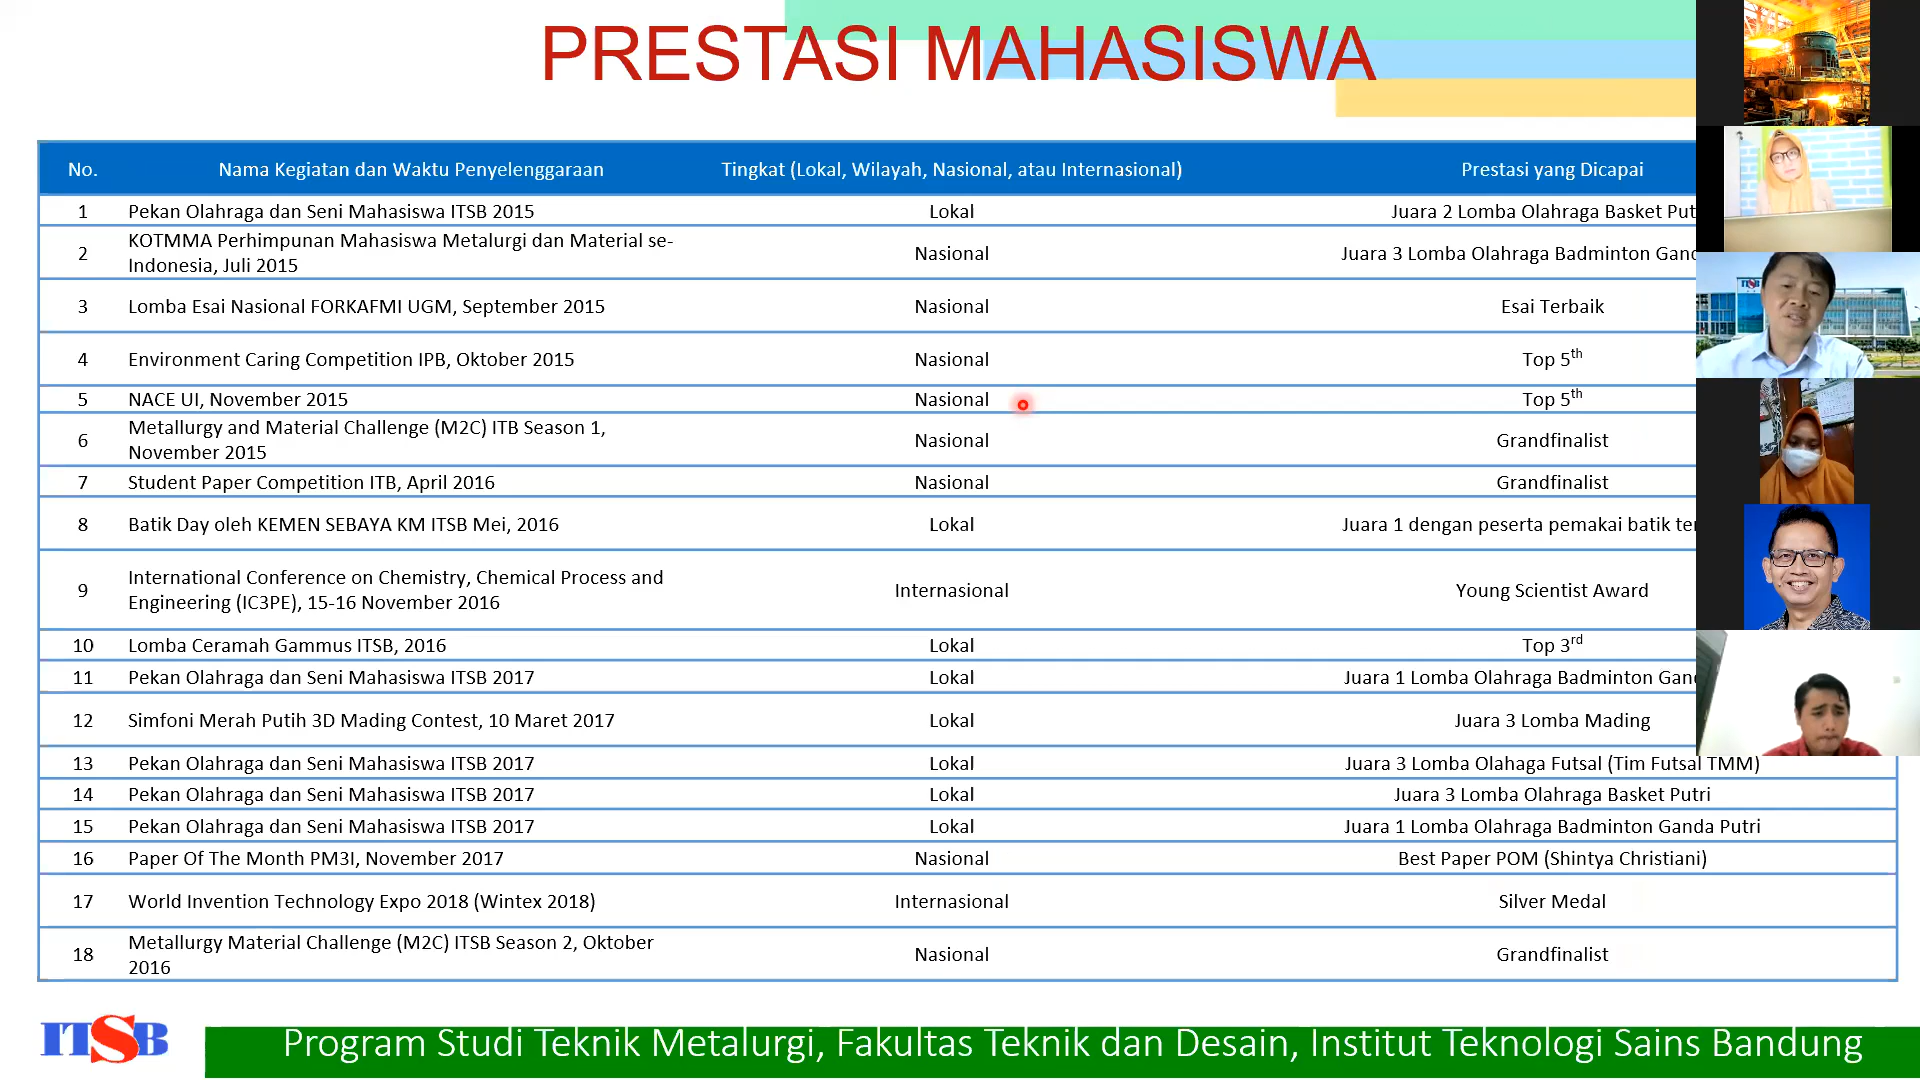 PRESTASI MAHASISWA
No. Nama Kegiatan dan Waktu Penyelenggaraan Tingkat (Lokal, Wilayah, Nasional, atau Internasional) Prestasi yang Dicapai
1 Pekan Olahraga dan Seni Mahasiswa ITSB 2015 Lokal Juara 2 Lomba Olahraga Basket
2 KOTMMA Perhimpunan Mahasiswa Metalurgi dan Material se-
Indonesia, Juli 2015 Nasional Juara 3 Lomba Olahraga Badminton
3 Lomba Esai Nasional FORKAFMI UGM, September 2015 Nasional Esai Terbaik
4 Environment Caring Competition IPB, Oktober 2015 Nasional Top 5th
5 NACE UI, November 2015 Nasional Top 5th
6 Metallurgy and Material Challenge (M2C) ITB Season 1,
November 2015 Nasional Grandfinalist
7 Student Paper Competition ITB, April 2016 Nasional Grandfinalist
8 Batik Day oleh KEMEN SEBAYA KM ITSB Mei, 2016 Lokal Juara 1 dengan peserta pemakai batik
9 International Conference on Chemistry, Chemical Process and
Engineering (IC3PE), 15-16 November 2016 Internasional Young Scientist Award
10 Lomba Ceramah Gammus ITSB, 2016 Lokal Top 3rd
11 Pekan Olahraga dan Seni Mahasiswa ITSB 2017 Lokal Juara 1 Lomba Olahraga Badminton
12 Simfoni Merah Putih 3D Mading Contest, 10 Maret 2017 Lokal Juara 3 Lomba Mading
13 Pekan Olahraga dan Seni Mahasiswa ITSB 2017 Lokal Juara 3 Lomba Olahaga Futsal (Tim Futsal TMM)
14 Pekan Olahraga dan Seni Mahasiswa ITSB 2017 Lokal Juara 3 Lomba Olahraga Basket Putri
15 Pekan Olahraga dan Seni Mahasiswa ITSB 2017 Lokal Juara 1 Lomba Olahraga Badminton Ganda Putri
16 Paper Of The Month PM3I, November 2017 Nasional Best Paper POM (Shintya Christiani)
17 World Invention Technology Expo 2018 (Wintex 2018) Internasional Silver Medal
18 Metallurgy Material Challenge (M2C) ITSB Season 2, Oktober
2016 Nasional Grandfinalist
ITSB
Program Studi Teknik Metalurgi, Fakultas Teknik dan Desain, Institut Teknologi Sains Bandung